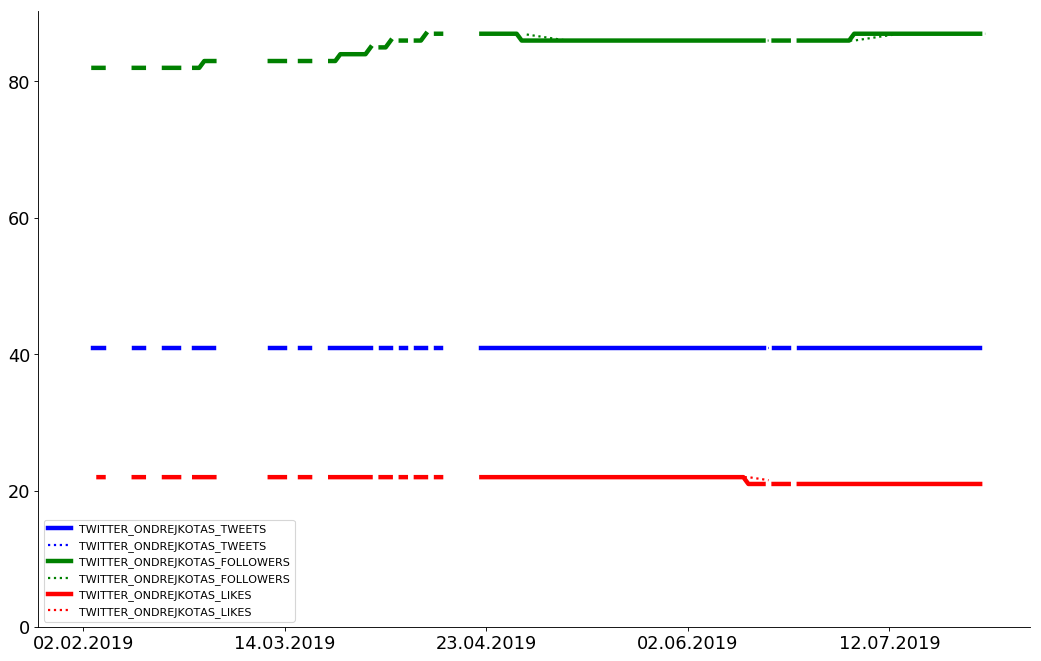 80
60
40
20
0
TWITTER_ONDREJKOTAS_TWEETS
TWITTER_ONDREJKOTAS_TWEETS
TWITTER_ONDREJKOTAS_FOLLOWERS
TWITTER_ONDREJKOTAS_FOLLOWERS
TWITTER_ONDREJKOTAS_LIKES
TWITTER_ONDREJKOTAS_LIKES
02.02.2019 14.03.2019 23.04.2019 02.06.2019 12.07.2019